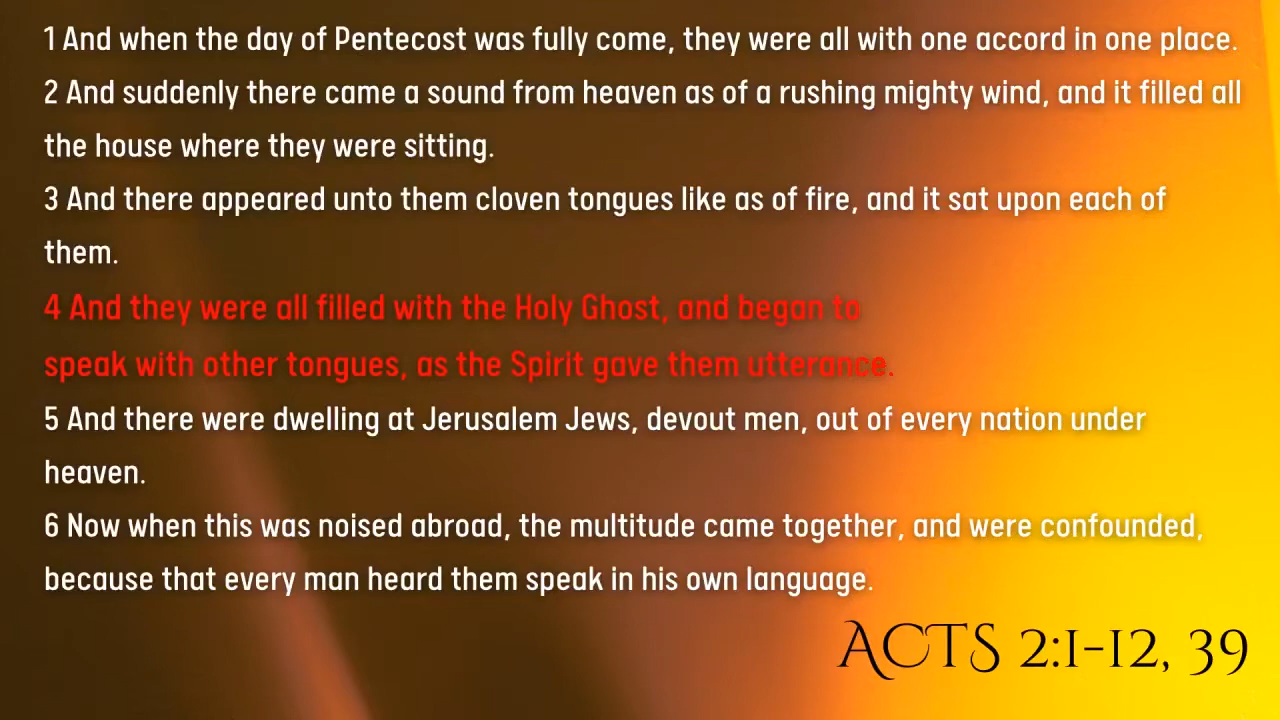 1 And when the day of Pentecost was fully come, they were all with one accord in one place.
2 And suddenly there came a sound from heaven as of a rushing mighty wind, and it filled all
the house where they were sitting.
3 And there appeared unto them cloven tongues like as of fire, and it sat upon each of
them.
4 And they were all filled with the Holy Ghost, and began to
speak with other tongues, as the Spirit gave them utterance.
5 And there were dwelling at Jerusalem Jews, devout men, out of every nation under
heaven.
6 Now when this was noised abroad, the multitude came together, and were confounded,
because that every man heard them speak in his own language.
ACTS 2:1-12, 39